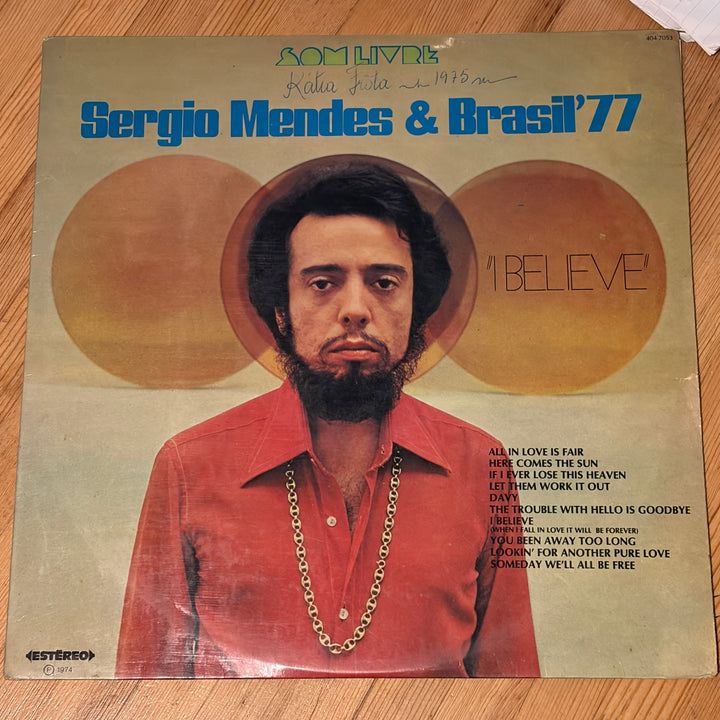 404.7053
SOM LIVRE
Kátia Frota 1975
Sergio Mendes & Brasil'77
"I BELIEVE"
ALL IN LOVE IS FAIR
HERE COMES THE SUN
IF I EVER LOSE THIS HEAVEN
LET THEM WORK IT OUT
DAVY
THE TROUBLE WITH HELLO IS GOODBYE
I BELIEVE
(WHEN I FALL IN LOVE IT WILL BE FOREVER)
YOU BEEN AWAY TOO LONG
LOOKIN' FOR ANOTHER PURE LOVE
SOMEDAY WE'LL ALL BE FREE
ESTÉREO
Ⓟ 1974